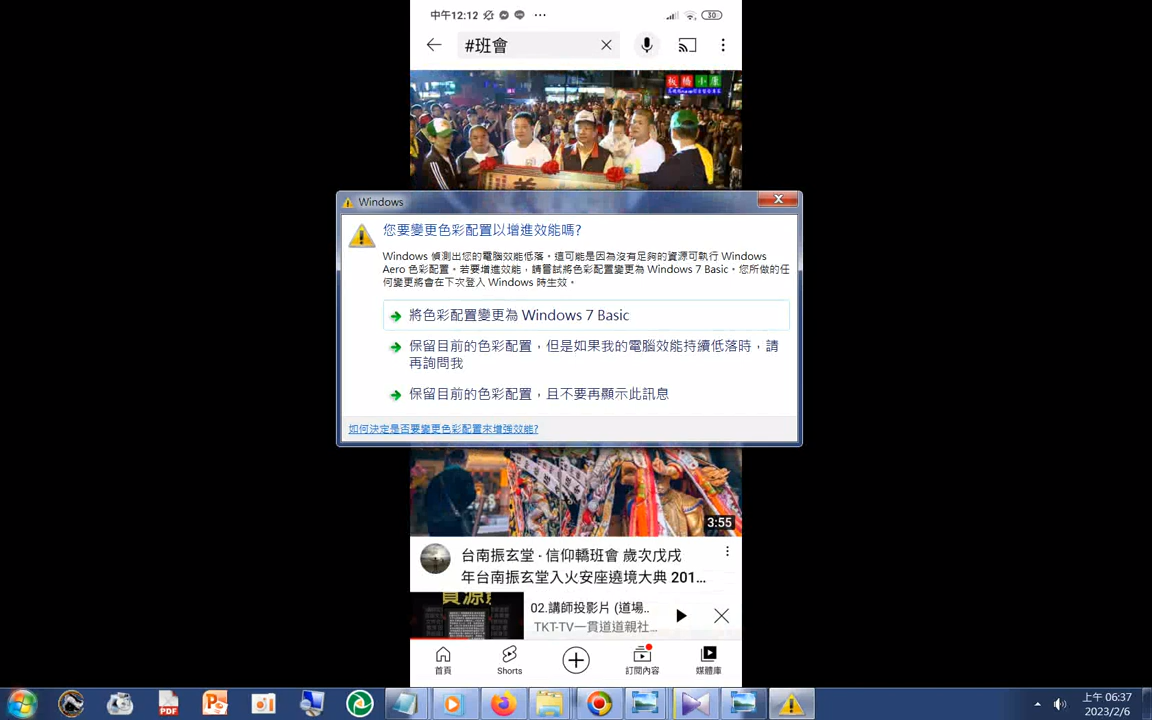 中午12:12
30
#班會
板橋小康
Windows
您要變更色彩配置以增進效能嗎?
Windows 偵測出您的電腦效能低落。這可能是因為沒有足夠的資源可執行 Windows
Aero 色彩配置。若要增進效能，請嘗試將色彩配置變更為 Windows 7 Basic。您所做的任
何變更將會在下次登入 Windows 時生效。
將色彩配置變更為 Windows 7 Basic
保留目前的色彩配置，但是如果我的電腦效能持續低落時，請
再詢問我
保留目前的色彩配置，且不要再顯示此訊息
如何決定是否要變更色彩配置來增強效能?
3:55
台南振玄堂 · 信仰轎班會 歲次戊戌
年台南振玄堂入火安座遶境大典 201...
02.講師投影片 (道場..
TKT-TV一貫道道親社...
首頁
Shorts
訂閱內容
媒體庫
PDF
上午 06:37
2023/2/6